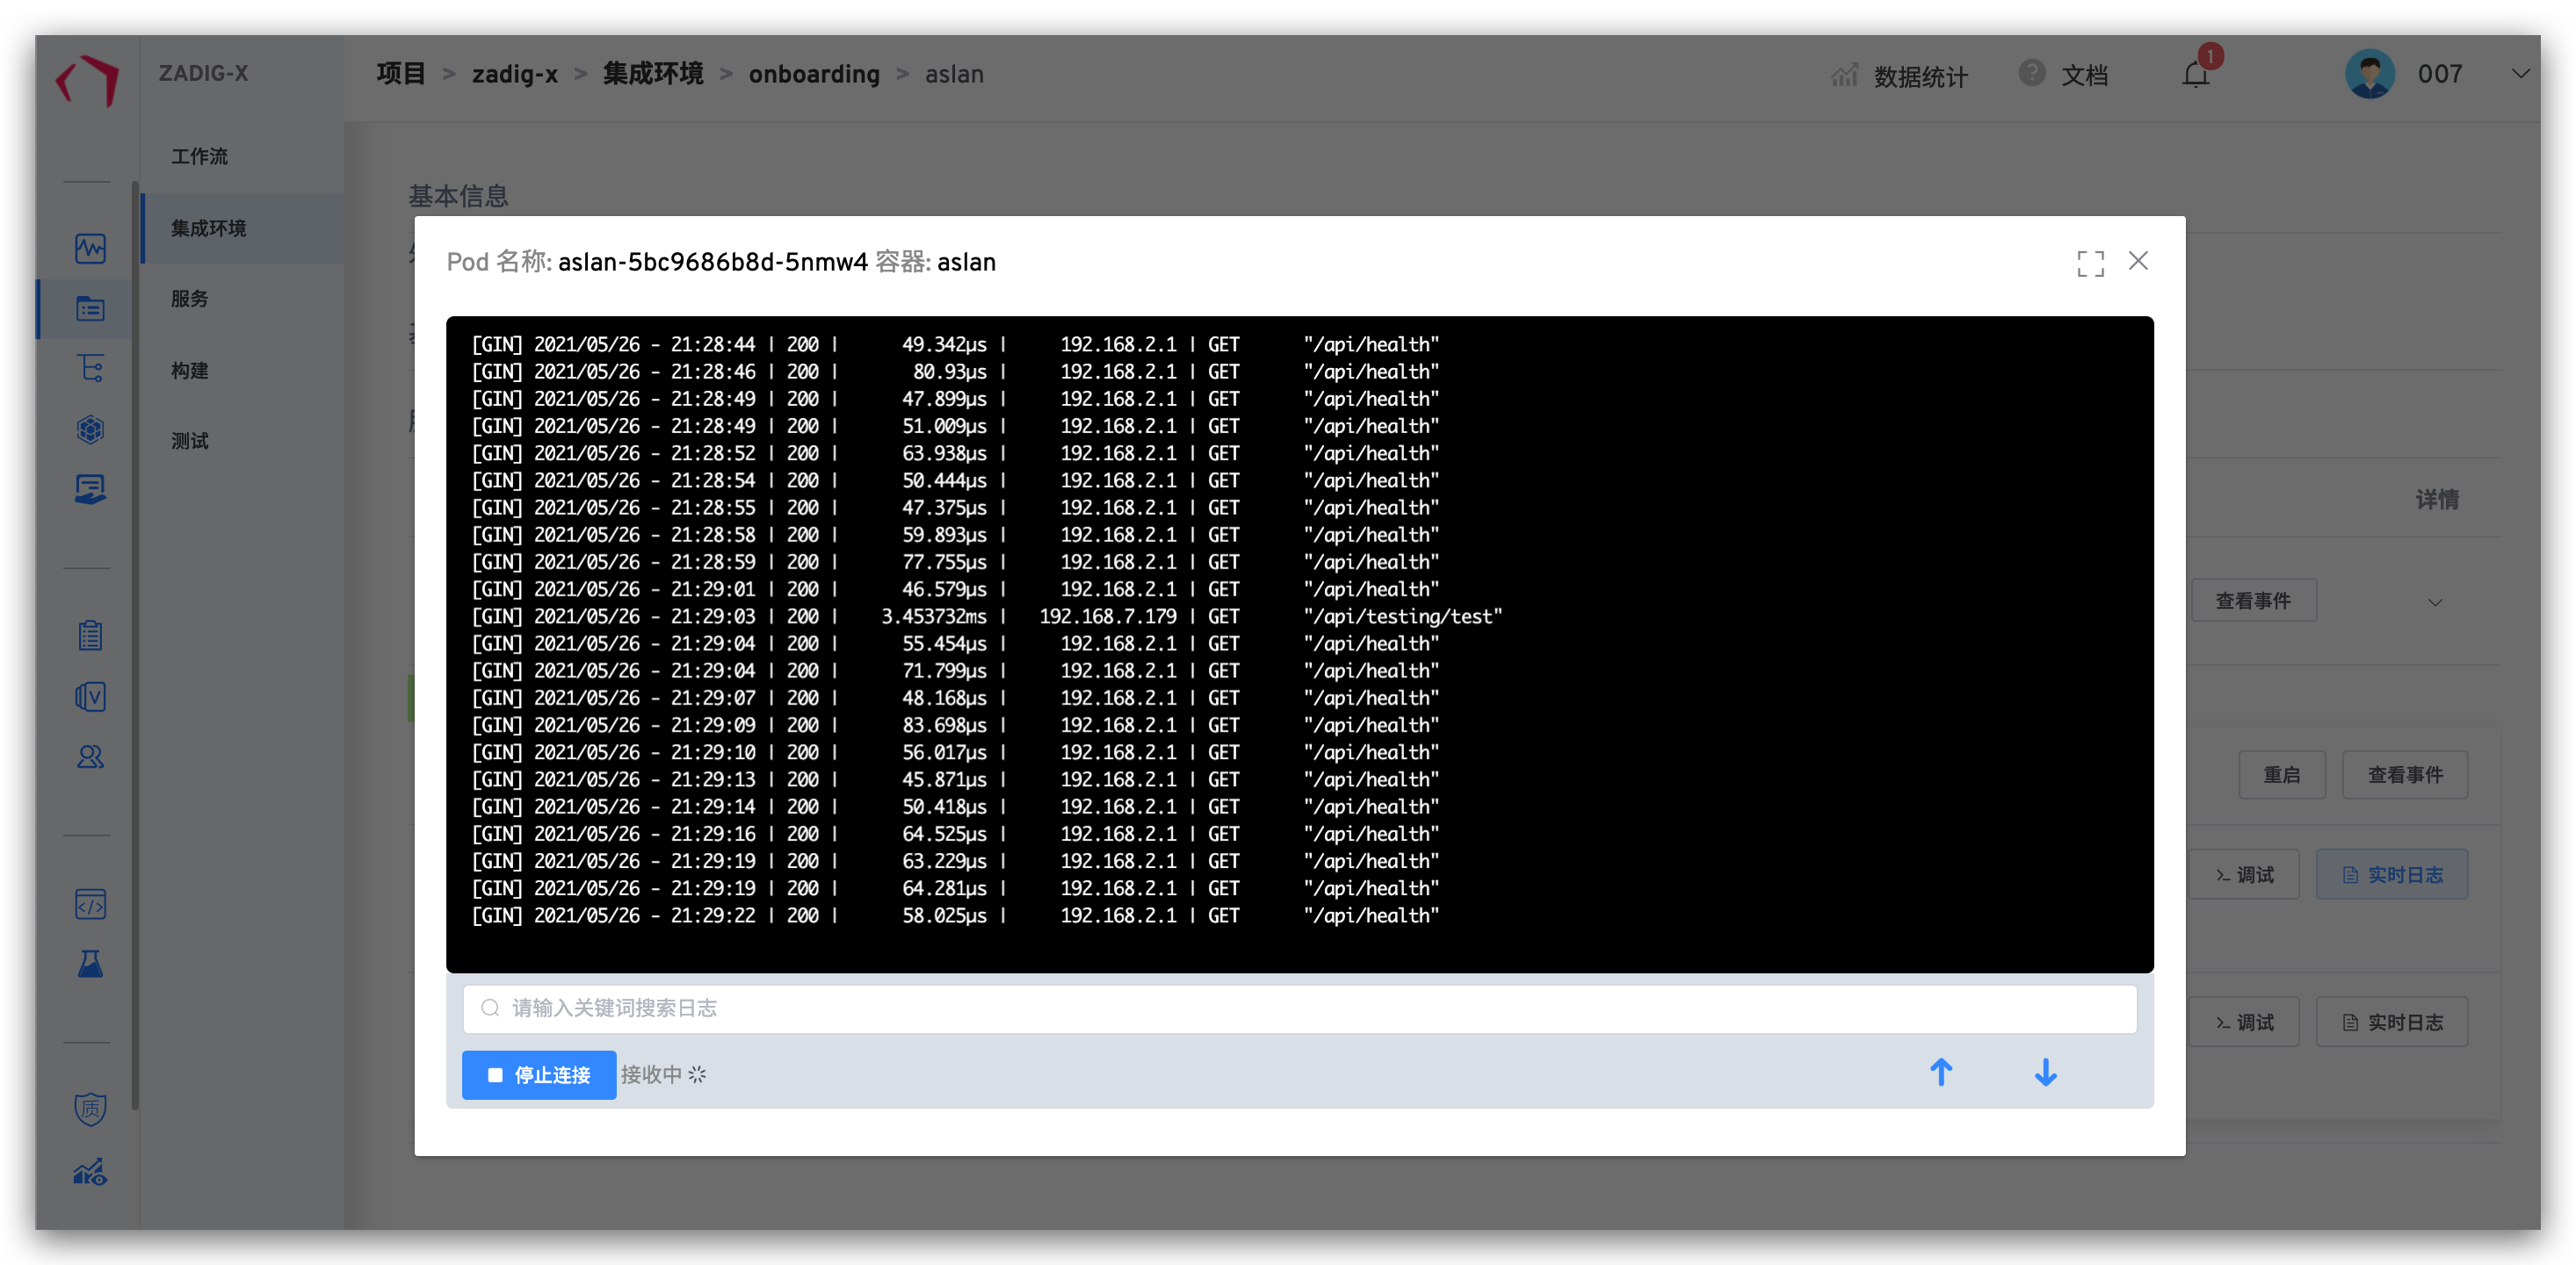 ZADIG-X
项目 > zadig-x > 集成环境 > onboarding > aslan
数据统计
? 文档
1
007
工作流
集成环境
服务
构建
测试
基本信息
Pod 名称: aslan-5bc9686b8d-5nmw4 容器: aslan
[GIN] 2021/05/26 - 21:28:44 | 200 | 49.342µs | 192.168.2.1 | GET "/api/health"
[GIN] 2021/05/26 - 21:28:46 | 200 | 80.93µs | 192.168.2.1 | GET "/api/health"
[GIN] 2021/05/26 - 21:28:49 | 200 | 47.899µs | 192.168.2.1 | GET "/api/health"
[GIN] 2021/05/26 - 21:28:49 | 200 | 51.009µs | 192.168.2.1 | GET "/api/health"
[GIN] 2021/05/26 - 21:28:52 | 200 | 63.938µs | 192.168.2.1 | GET "/api/health"
[GIN] 2021/05/26 - 21:28:54 | 200 | 50.444µs | 192.168.2.1 | GET "/api/health"
[GIN] 2021/05/26 - 21:28:55 | 200 | 47.375µs | 192.168.2.1 | GET "/api/health"
[GIN] 2021/05/26 - 21:28:58 | 200 | 59.893µs | 192.168.2.1 | GET "/api/health"
[GIN] 2021/05/26 - 21:28:59 | 200 | 77.755µs | 192.168.2.1 | GET "/api/health"
[GIN] 2021/05/26 - 21:29:01 | 200 | 46.579µs | 192.168.2.1 | GET "/api/health"
[GIN] 2021/05/26 - 21:29:03 | 200 | 3.453732ms | 192.168.7.179 | GET "/api/testing/test"
[GIN] 2021/05/26 - 21:29:04 | 200 | 55.454µs | 192.168.2.1 | GET "/api/health"
[GIN] 2021/05/26 - 21:29:04 | 200 | 71.799µs | 192.168.2.1 | GET "/api/health"
[GIN] 2021/05/26 - 21:29:07 | 200 | 48.168µs | 192.168.2.1 | GET "/api/health"
[GIN] 2021/05/26 - 21:29:09 | 200 | 83.698µs | 192.168.2.1 | GET "/api/health"
[GIN] 2021/05/26 - 21:29:10 | 200 | 56.017µs | 192.168.2.1 | GET "/api/health"
[GIN] 2021/05/26 - 21:29:13 | 200 | 45.871µs | 192.168.2.1 | GET "/api/health"
[GIN] 2021/05/26 - 21:29:14 | 200 | 50.418µs | 192.168.2.1 | GET "/api/health"
[GIN] 2021/05/26 - 21:29:16 | 200 | 64.525µs | 192.168.2.1 | GET "/api/health"
[GIN] 2021/05/26 - 21:29:19 | 200 | 63.229µs | 192.168.2.1 | GET "/api/health"
[GIN] 2021/05/26 - 21:29:19 | 200 | 64.281µs | 192.168.2.1 | GET "/api/health"
[GIN] 2021/05/26 - 21:29:22 | 200 | 58.025µs | 192.168.2.1 | GET "/api/health"
请输入关键词搜索日志
停止连接 接收中
详情
查看事件
重启 查看事件
>_ 调试 实时日志
>_ 调试 实时日志
V
</>
质